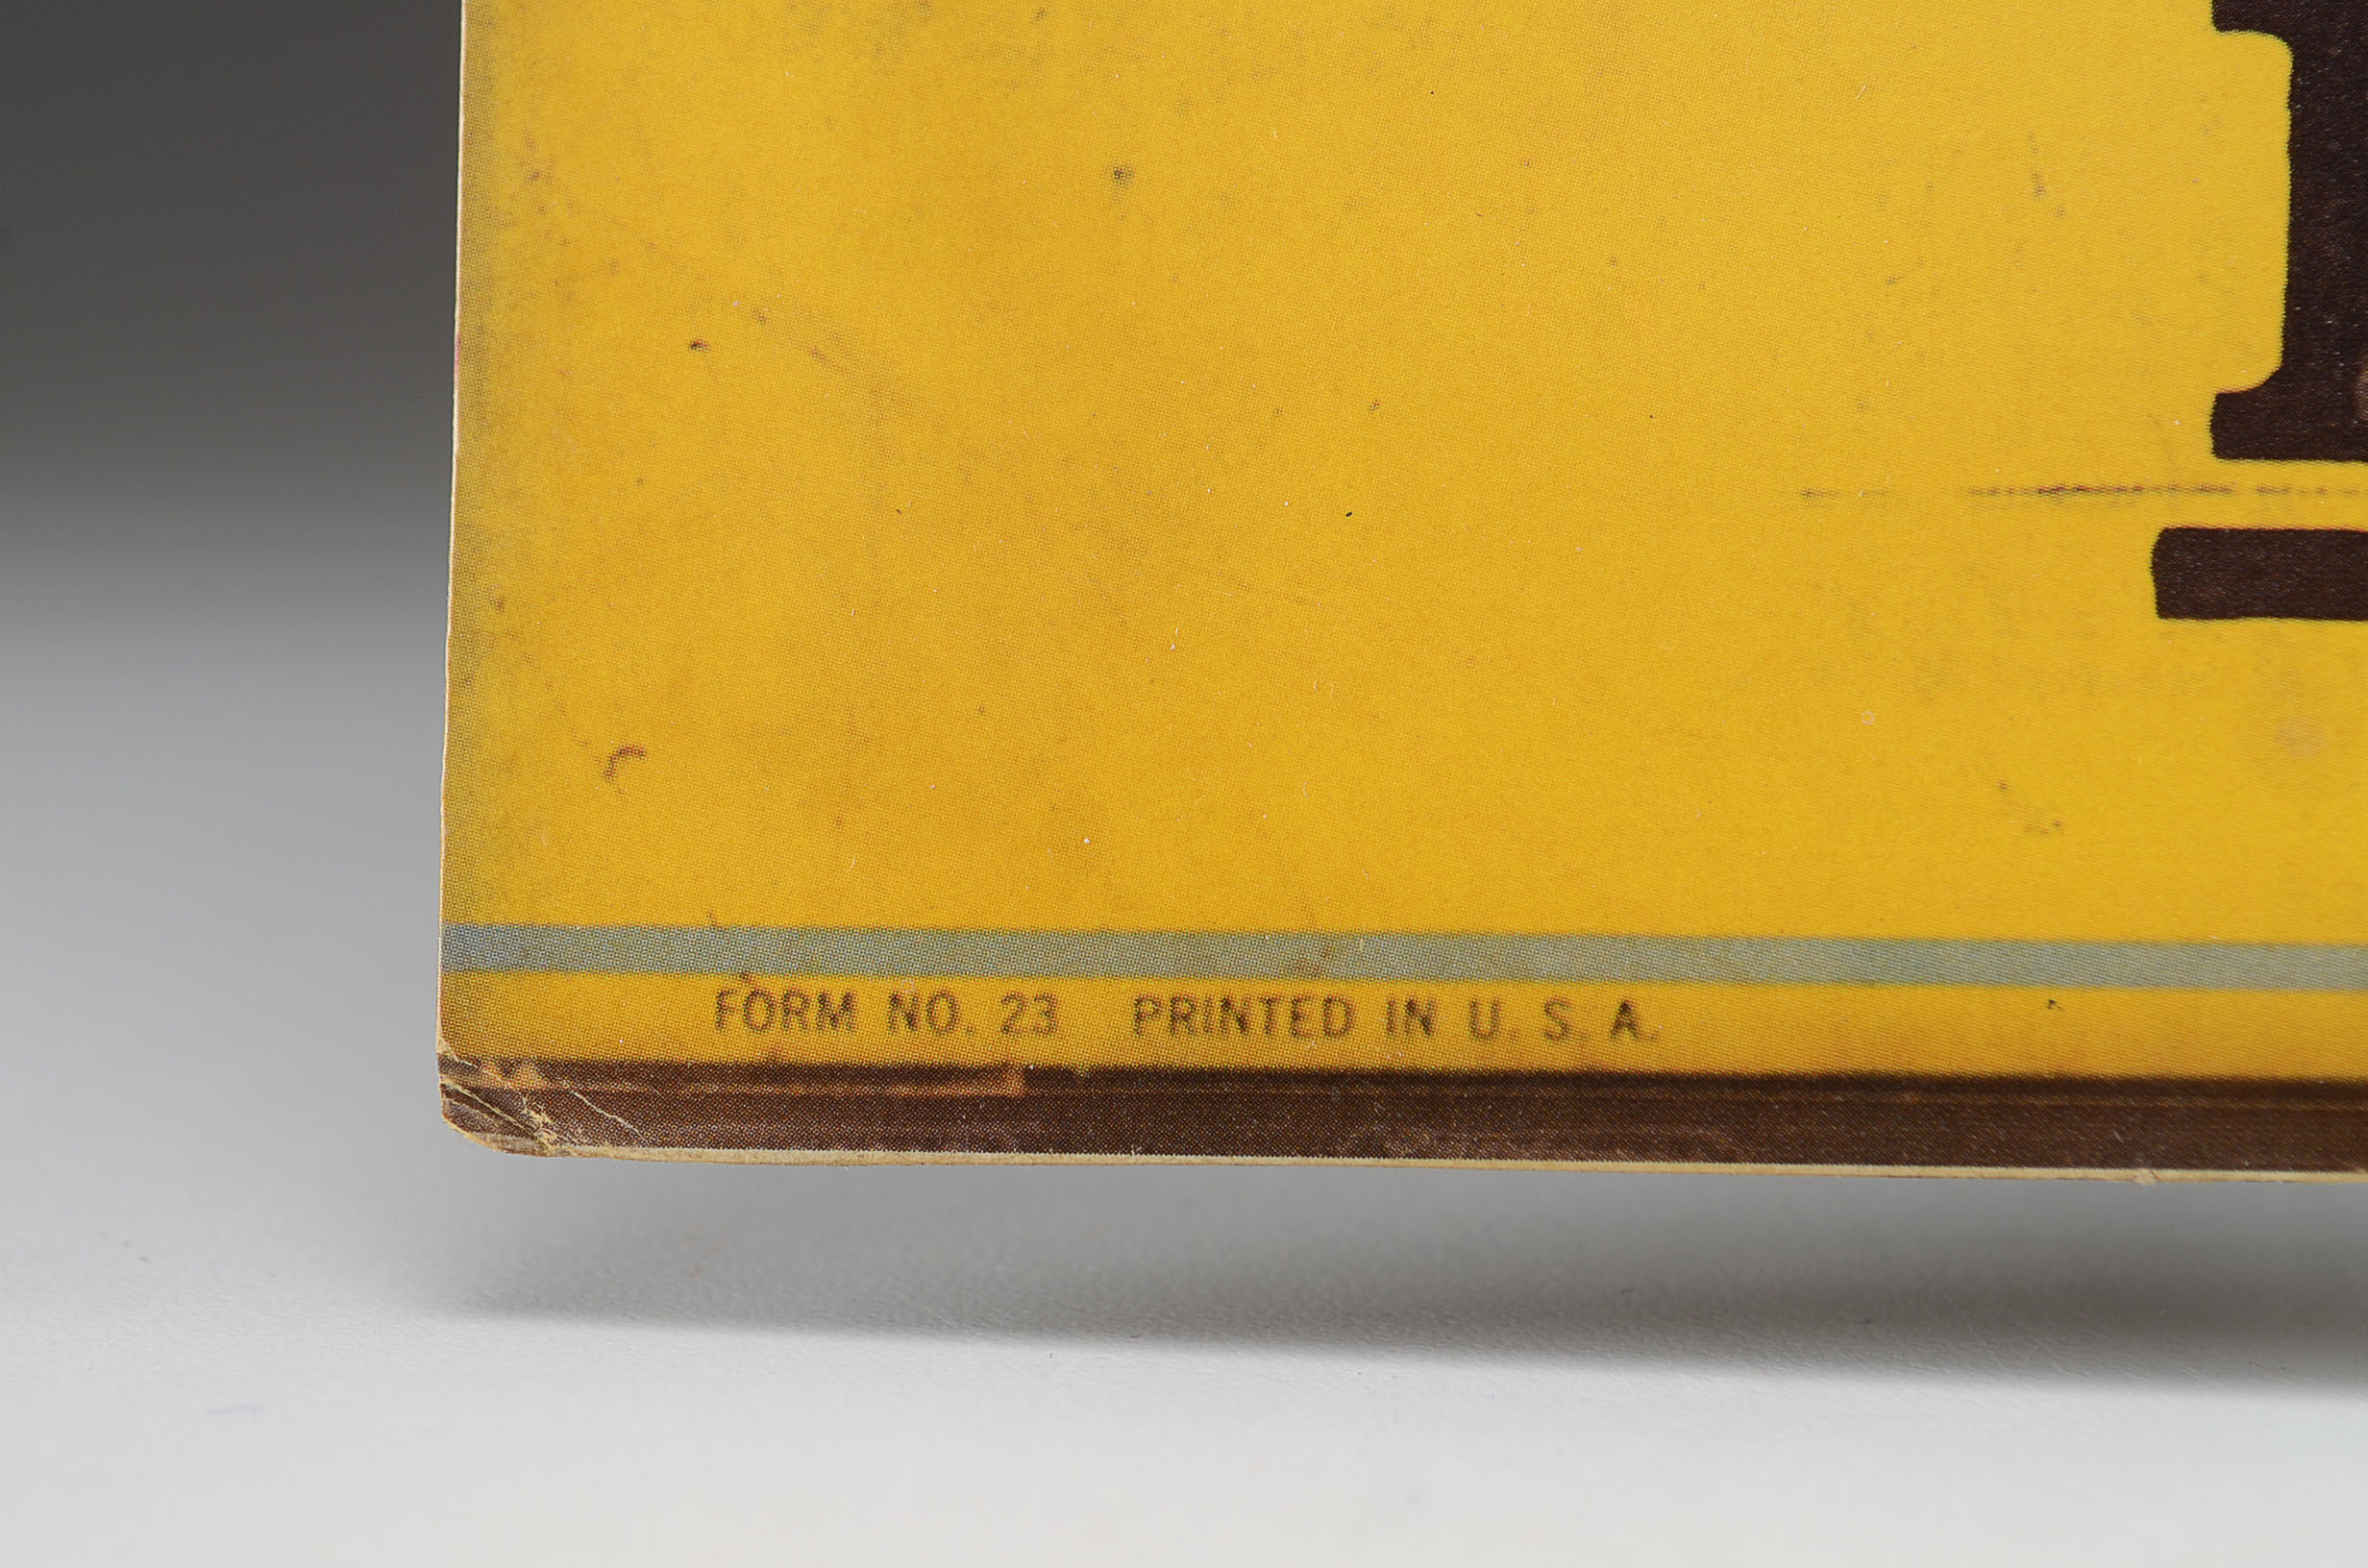 FORM NO. 23 PRINTED IN U. S. A.